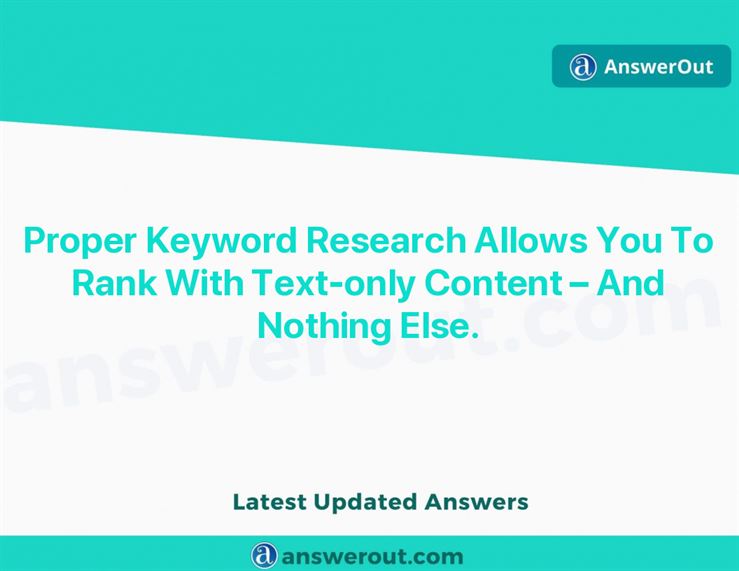 AnswerOut
Proper Keyword Research Allows You To
Rank With Text-only Content – And
Nothing Else.
answerout.com
Latest Updated Answers
answerout.com